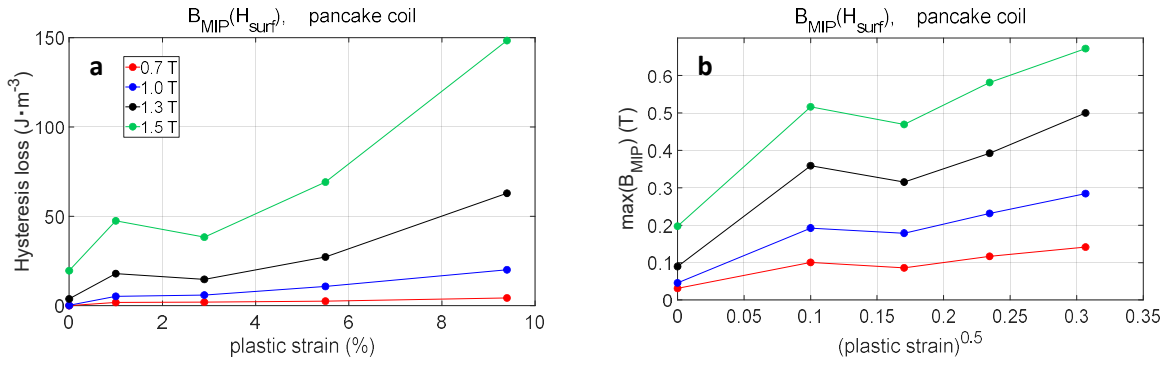 B_MIP(H_surf), pancake coil
a
0.7 T
1.0 T
1.3 T
1.5 T
150
100
50
0
Hysteresis loss (J·m⁻³)
0 2 4 6 8 10
plastic strain (%)
B_MIP(H_surf), pancake coil
b
0.6
0.5
0.4
0.3
0.2
0.1
0
max(B_MIP) (T)
0 0.05 0.1 0.15 0.2 0.25 0.3 0.35
(plastic strain)^0.5